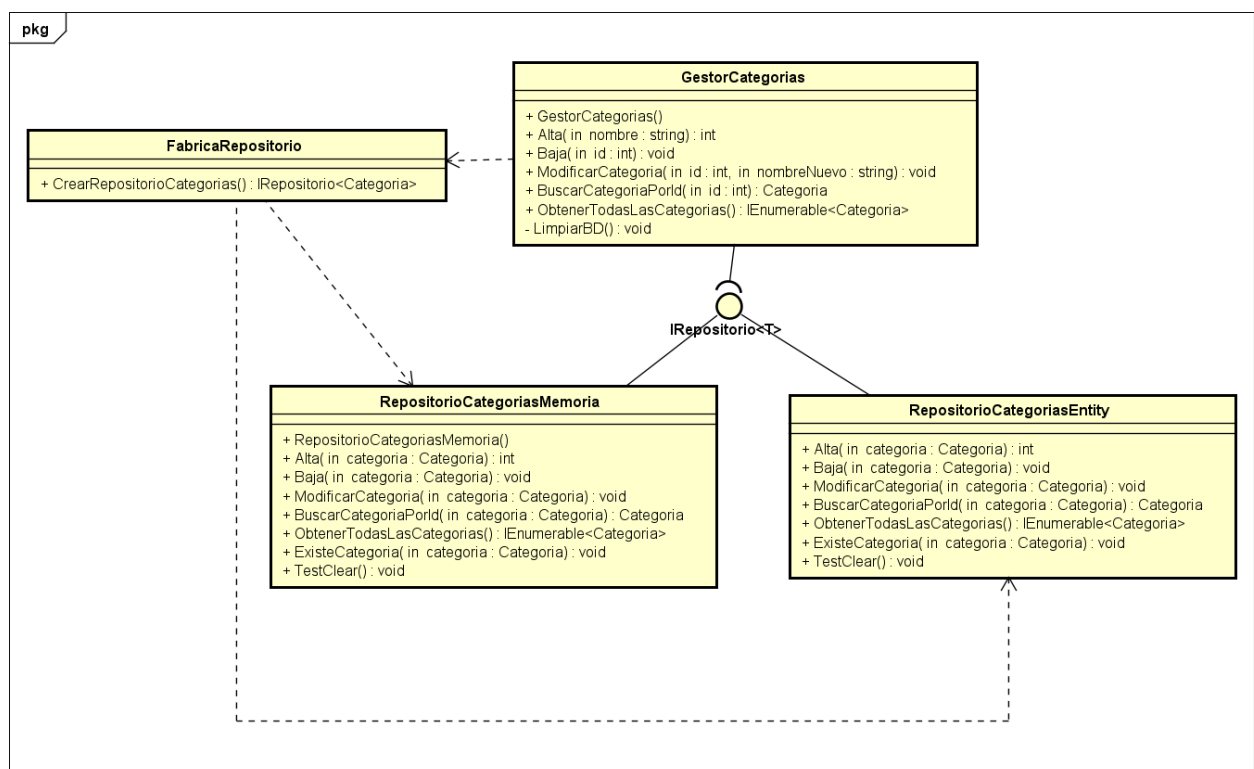 pkg
GestorCategorias
+ GestorCategorias()
+ Alta( in nombre : string) : int
+ Baja( in id : int) : void
+ ModificarCategoria( in id : int, in nombreNuevo : string) : void
+ BuscarCategoriaPorId( in id : int) : Categoria
+ ObtenerTodasLasCategorias() : IEnumerable<Categoria>
- LimpiarBD() : void
FabricaRepositorio
+ CrearRepositorioCategorias() : IRepositorio<Categoria>
IRepositorio<T>
RepositorioCategoriasMemoria
+ RepositorioCategoriasMemoria()
+ Alta( in categoria : Categoria) : int
+ Baja( in categoria : Categoria) : void
+ ModificarCategoria( in categoria : Categoria) : void
+ BuscarCategoriaPorId( in categoria : Categoria) : Categoria
+ ObtenerTodasLasCategorias() : IEnumerable<Categoria>
+ ExisteCategoria( in categoria : Categoria) : void
+ TestClear() : void
RepositorioCategoriasEntity
+ Alta( in categoria : Categoria) : int
+ Baja( in categoria : Categoria) : void
+ ModificarCategoria( in categoria : Categoria) : void
+ BuscarCategoriaPorId( in categoria : Categoria) : Categoria
+ ObtenerTodasLasCategorias() : IEnumerable<Categoria>
+ ExisteCategoria( in categoria : Categoria) : void
+ TestClear() : void